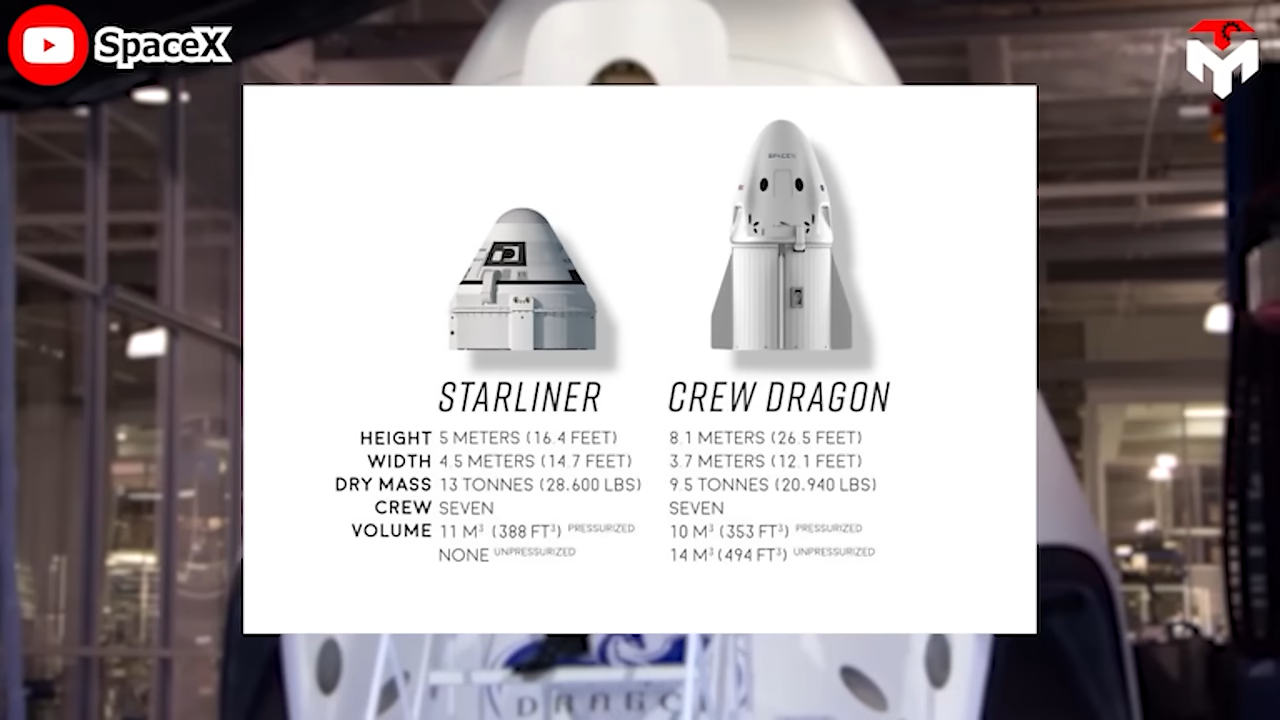 SpaceX
SPACEX
STARLINER CREW DRAGON
HEIGHT 5 METERS (16.4 FEET) 8.1 METERS (26.5 FEET)
WIDTH 4.5 METERS (14.7 FEET) 3.7 METERS (12.1 FEET)
DRY MASS 13 TONNES (28.600 LBS) 9.5 TONNES (20.940 LBS)
CREW SEVEN SEVEN
VOLUME 11 M³ (388 FT³) PRESSURIZED 10 M³ (353 FT³) PRESSURIZED
NONE UNPRESSURIZED 14 M³ (494 FT³) UNPRESSURIZED
DRAGO